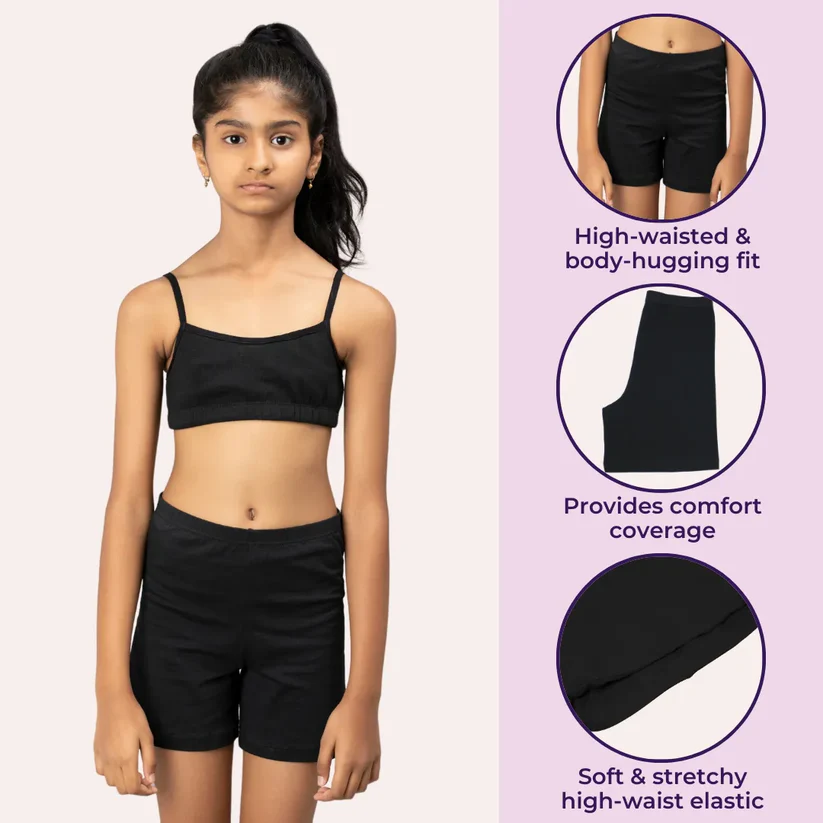 High-waisted &
body-hugging fit
Provides comfort
coverage
Soft & stretchy
high-waist elastic